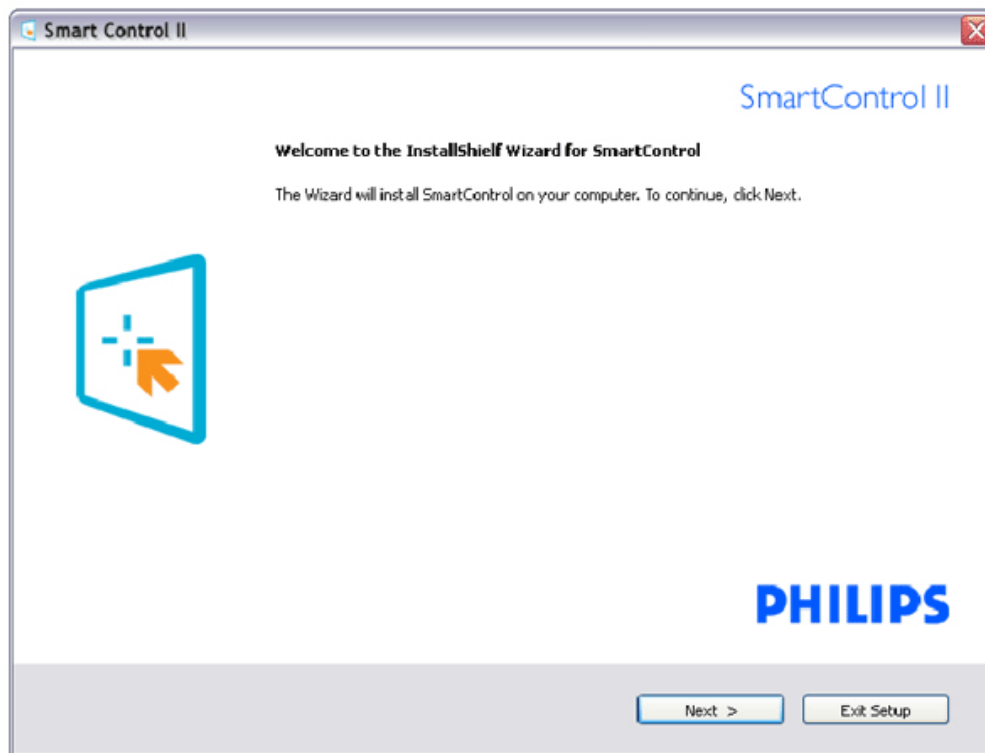 Smart Control II
SmartControl II
Welcome to the InstallShield Wizard for SmartControl
The Wizard will install SmartControl on your computer. To continue, click Next.
PHILIPS
Next >
Exit Setup